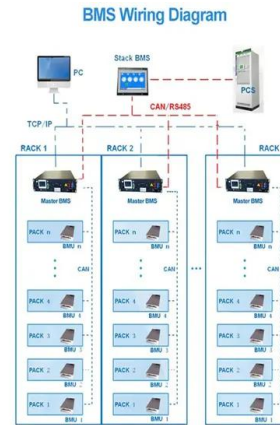 BMS Wiring Diagram
PC
Stack BMS
PCS
CAN/RS485
TCP/IP
RACK 1
RACK 2
RACK
Master BMS
Master BMS
Master BMS
PACK n
BMU n
PACK n
BMU n
PACK n
BMU n
CAN
CAN
CAN
PACK 4
BMU 4
PACK 4
BMU 4
PACK 4
BMU 4
PACK 3
BMU 3
PACK 3
BMU 3
PACK 3
BMU 3
PACK 2
BMU 2
PACK 2
BMU 2
PACK 2
BMU 2
PACK 1
BMU 1
PACK 1
BMU 1
PACK 1
BMU 1